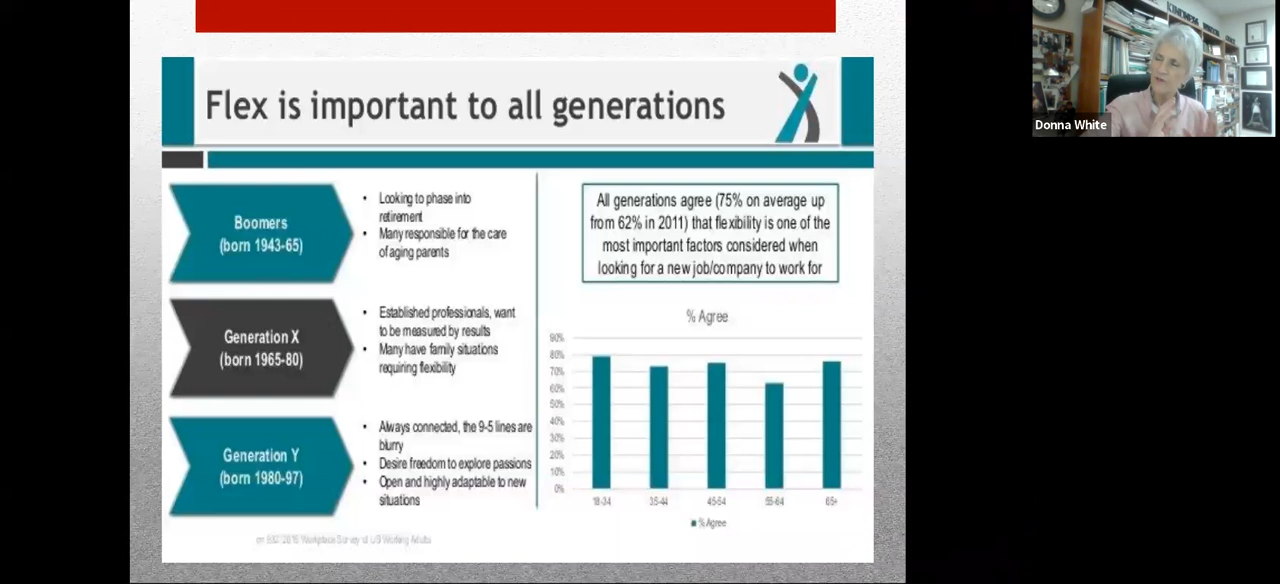 Flex is important to all generations
Donna White
Boomers
(born 1943-65)
• Looking to phase into
retirement
• Many responsible for the care
of aging parents
Generation X
(born 1965-80)
• Established professionals, want
to be measured by results
• Many have family situations
requiring flexibility
Generation Y
(born 1980-97)
• Always connected, the 9-5 lines are
blurry
• Desire freedom to explore passions
• Open and highly adaptable to new
situations
All generations agree (75% on average up
from 62% in 2011) that flexibility is one of the
most important factors considered when
looking for a new job/company to work for
% Agree
90%
80%
70%
60%
50%
40%
30%
20%
10%
0%
18-34 35-44 45-54 55-64 65+
% Agree
Workplace Survey of US Working Adults